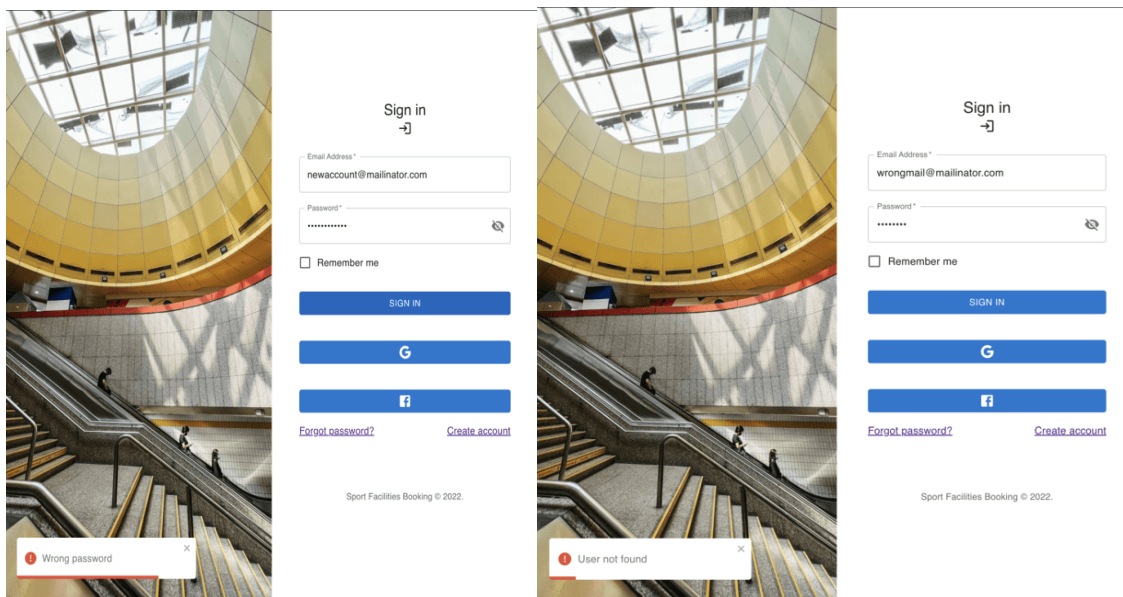 Sign in
Email Address *
newaccount@mailinator.com
Password *
••••••••••••
Remember me
SIGN IN
G
Forgot password?
Create account
Sport Facilities Booking © 2022.
Wrong password
Sign in
Email Address *
wrongmail@mailinator.com
Password *
••••••••
Remember me
SIGN IN
G
Forgot password?
Create account
Sport Facilities Booking © 2022.
User not found